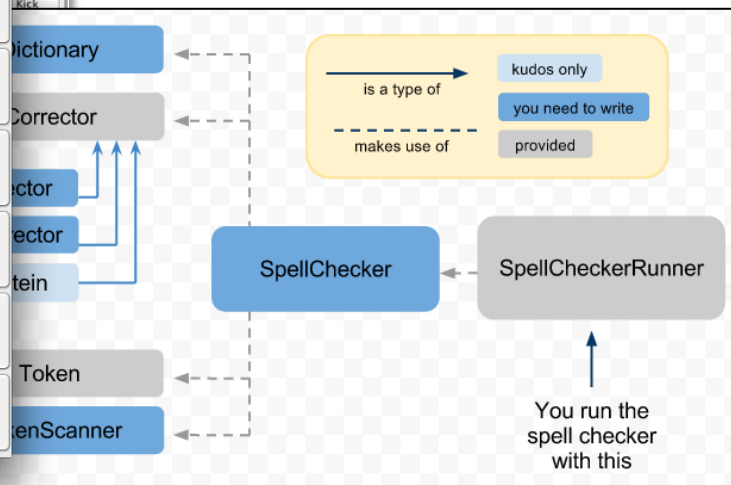 Kick
Dictionary
Corrector
ector
rector
tein
Token
kenScanner
is a type of
makes use of
kudos only
you need to write
provided
SpellChecker
SpellCheckerRunner
You run the
spell checker
with this